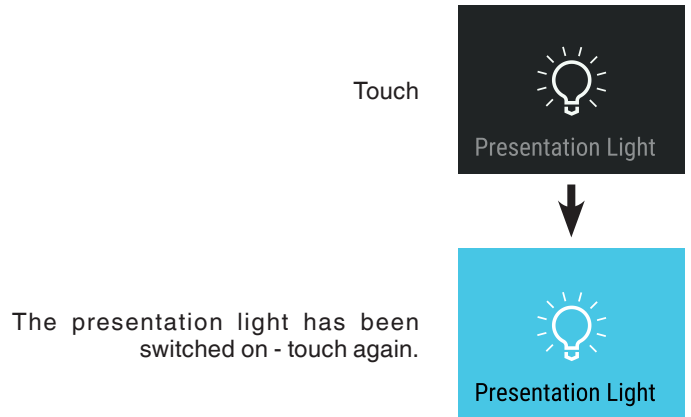 Touch
Presentation Light
The presentation light has been
switched on - touch again.
Presentation Light